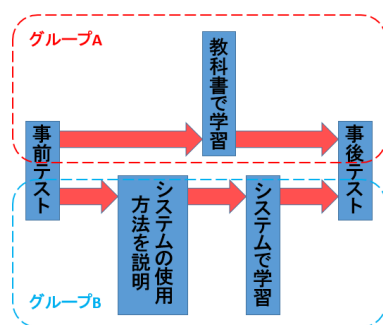 グループA
教科書で学習
事前テスト
事後テスト
システムの使用
方法を説明
システムで学習
グループB